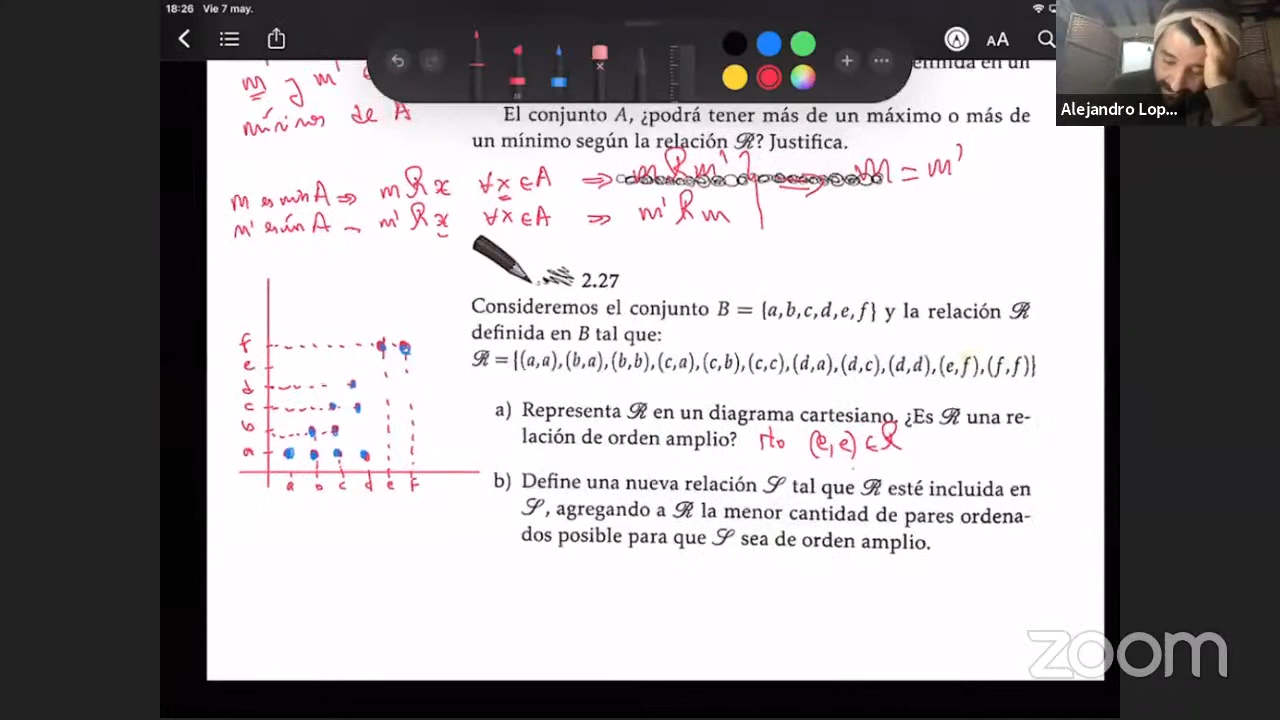 18:26 Vie 7 may.
AA
Alejandro Lop...
m y m'
mínimos de A
El conjunto A, ¿podrá tener más de un máximo o más de
un mínimo según la relación ℛ? Justifica.
m es mín A ⇒ m ℛ x ∀x ∈ A ⇒ m ℛ m' ⇒ m = m'
m' es mín A – m' ℛ x ∀x ∈ A ⇒ m' ℛ m
2.27
Consideremos el conjunto B = {a,b,c,d,e,f} y la relación ℛ
definida en B tal que:
ℛ = {(a,a),(b,a),(b,b),(c,a),(c,b),(c,c),(d,a),(d,c),(d,d),(e,f),(f,f)}
a) Representa ℛ en un diagrama cartesiano. ¿Es ℛ una re-
lación de orden amplio? No (e,e) ∈ ℛ
b) Define una nueva relación 𝒮 tal que ℛ esté incluida en
𝒮, agregando a ℛ la menor cantidad de pares ordena-
dos posible para que 𝒮 sea de orden amplio.
f
e
d
c
b
a
a b c d e f
zoom